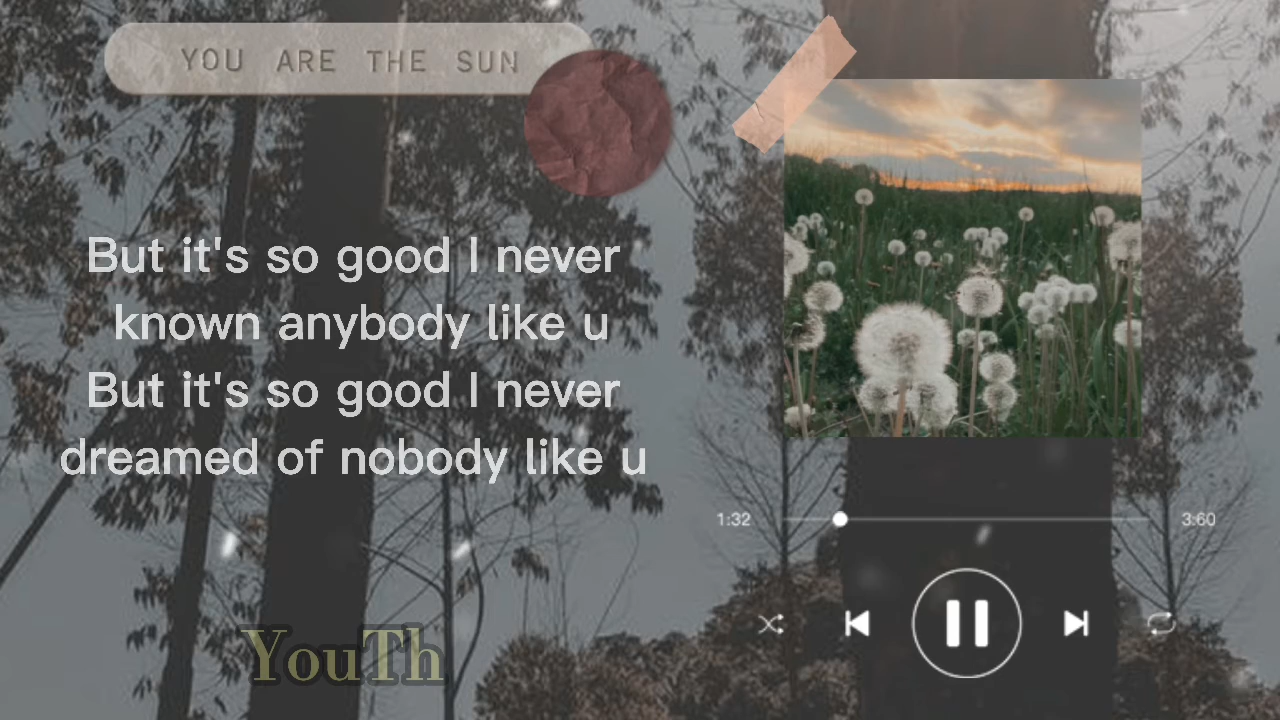 YOU ARE THE SUN
But it's so good I never
known anybody like u
But it's so good I never
dreamed of nobody like u
1:32
3:60
YouTh